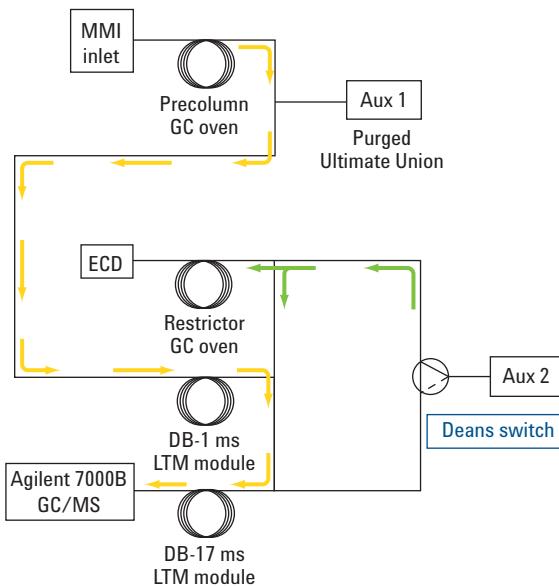 MMI
inlet
Precolumn
GC oven
Aux 1
Purged
Ultimate Union
ECD
Restrictor
GC oven
Aux 2
Deans switch
DB-1 ms
LTM module
Agilent 7000B
GC/MS
DB-17 ms
LTM module